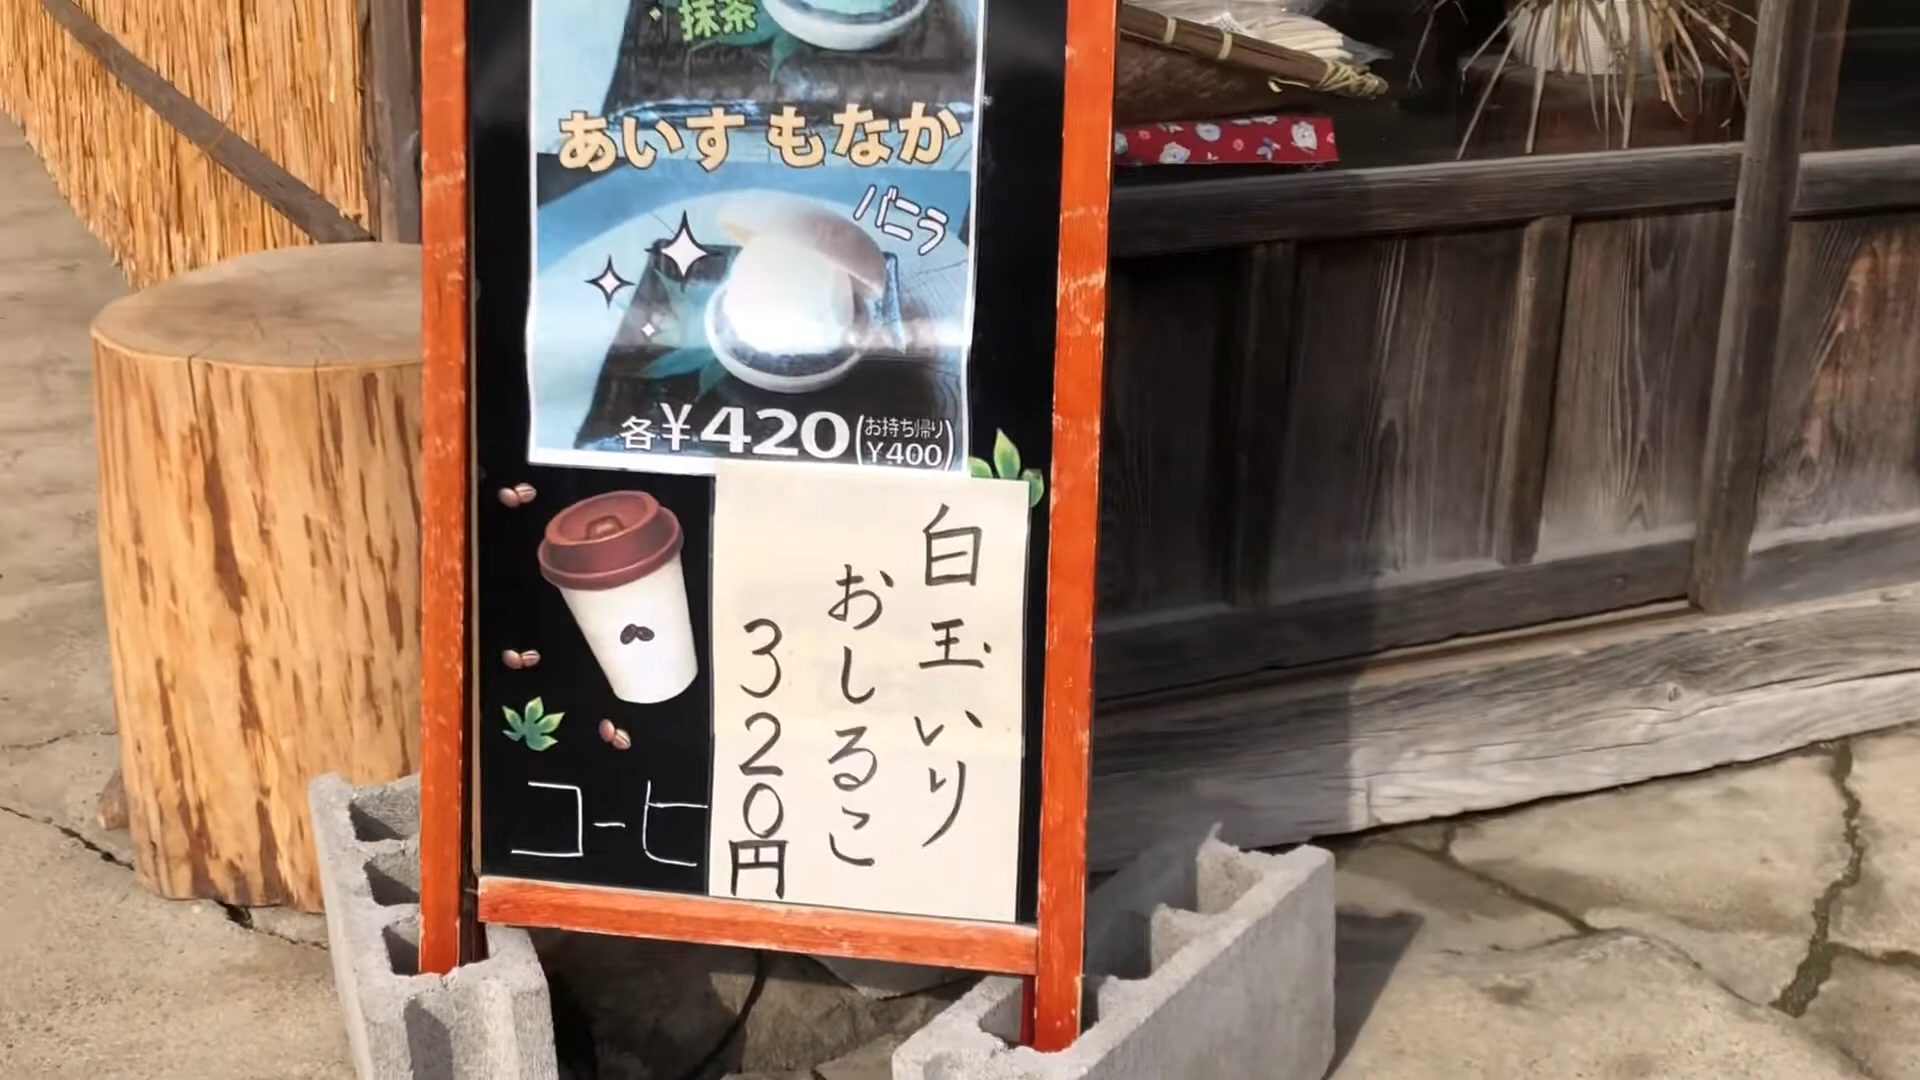 抹茶
あいす もなか
バニラ
各¥420(お持ち帰り ¥400)
白玉いり
おしるこ
320円
コーヒ